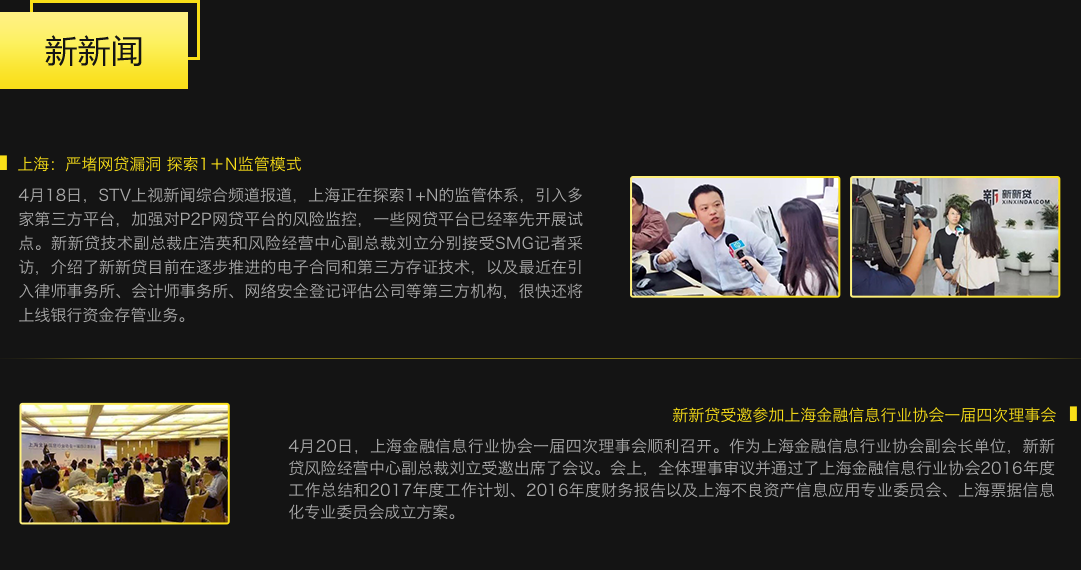 新新闻
上海：严堵网贷漏洞 探索1＋N监管模式
4月18日，STV上视新闻综合频道报道，上海正在探索1+N的监管体系，引入多
家第三方平台，加强对P2P网贷平台的风险监控，一些网贷平台已经率先开展试
点。新新贷技术副总裁庄浩英和风险经营中心副总裁刘立分别接受SMG记者采
访，介绍了新新贷目前在逐步推进的电子合同和第三方存证技术，以及最近在引
入律师事务所、会计师事务所、网络安全登记评估公司等第三方机构，很快还将
上线银行资金存管业务。
新 新新贷
XINXINDAI.COM
新新贷受邀参加上海金融信息行业协会一届四次理事会
4月20日，上海金融信息行业协会一届四次理事会顺利召开。作为上海金融信息行业协会副会长单位，新新
贷风险经营中心副总裁刘立受邀出席了会议。会上，全体理事审议并通过了上海金融信息行业协会2016年度
工作总结和2017年度工作计划、2016年度财务报告以及上海不良资产信息应用专业委员会、上海票据信息
化专业委员会成立方案。